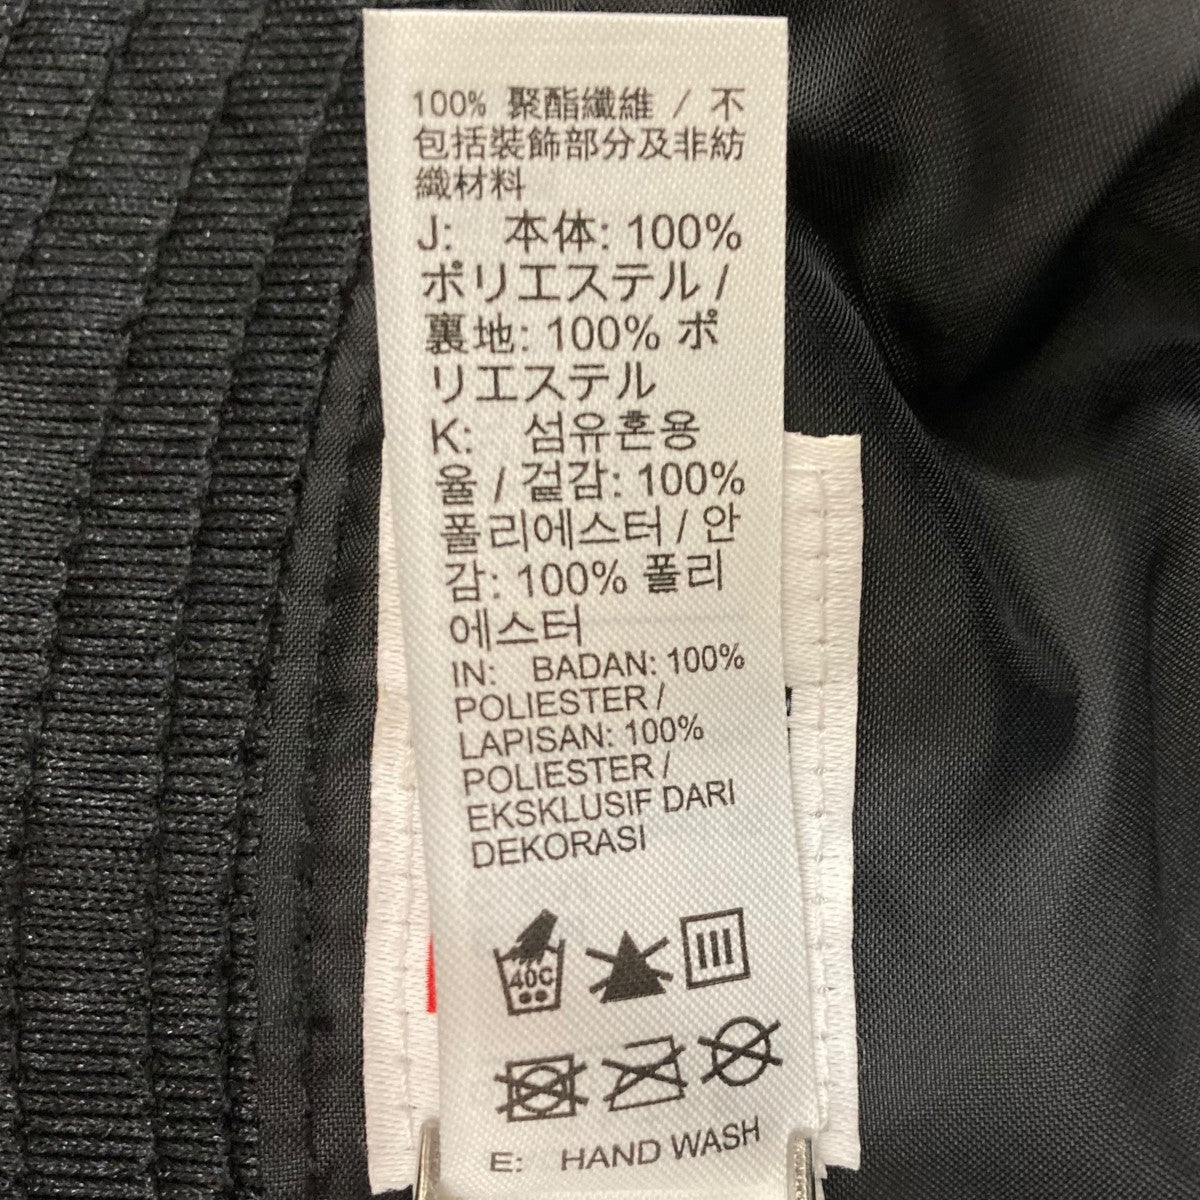 100% 聚酯纖維 / 不
包括裝飾部分及非紡
織材料
J: 本体: 100%
ポリエステル /
裏地: 100% ポ
リエステル
K: 섬유혼용
율 / 겉감: 100%
폴리에스터 / 안
감: 100% 폴리
에스터
IN: BADAN: 100%
POLIESTER /
LAPISAN: 100%
POLIESTER /
EKSKLUSIF DARI
DEKORASI
40C
E: HAND WASH